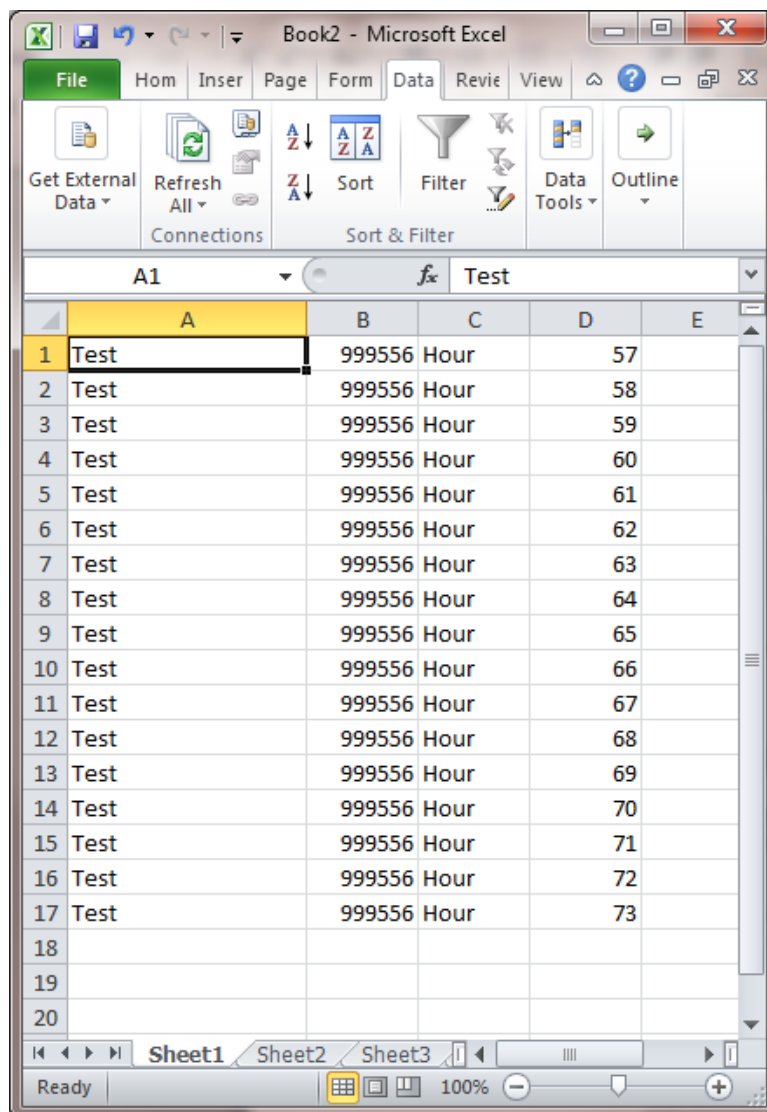 Book2 - Microsoft Excel
File Hom Inser Page Form Data Revie View
Get External Data Refresh All Sort Filter Data Tools Outline
Connections Sort & Filter
A1 fx Test
A B C D E
1 Test 999556 Hour 57
2 Test 999556 Hour 58
3 Test 999556 Hour 59
4 Test 999556 Hour 60
5 Test 999556 Hour 61
6 Test 999556 Hour 62
7 Test 999556 Hour 63
8 Test 999556 Hour 64
9 Test 999556 Hour 65
10 Test 999556 Hour 66
11 Test 999556 Hour 67
12 Test 999556 Hour 68
13 Test 999556 Hour 69
14 Test 999556 Hour 70
15 Test 999556 Hour 71
16 Test 999556 Hour 72
17 Test 999556 Hour 73
18
19
20
Sheet1 Sheet2 Sheet3
Ready 100%